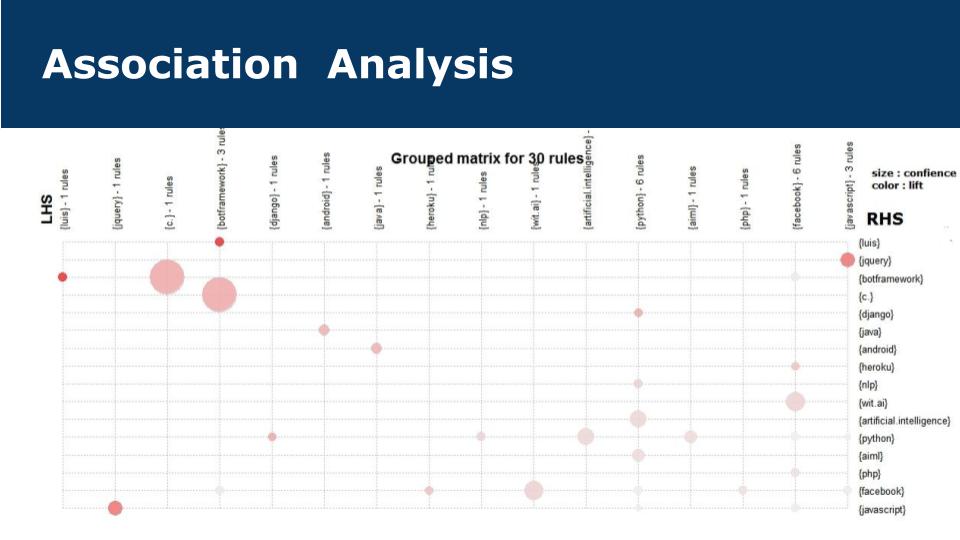 Association Analysis
Grouped matrix for 30 rules
size : confience
color : lift
LHS
{luis} - 1 rules
{jquery} - 1 rules
{c.} - 1 rules
{botframework} - 3 rules
{django} - 1 rules
{android} - 1 rules
{java} - 1 rules
{heroku} - 1 rules
{nlp} - 1 rules
{wit.ai} - 1 rules
{artificial.intelligence} -
{python} - 6 rules
{aiml} - 1 rules
{php} - 1 rules
{facebook} - 6 rules
{javascript} - 3 rules
RHS
{luis}
{jquery}
{botframework}
{c.}
{django}
{java}
{android}
{heroku}
{nlp}
{wit.ai}
{artificial.intelligence}
{python}
{aiml}
{php}
{facebook}
{javascript}